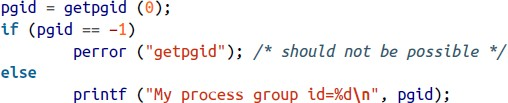 pgid = getpgid (0);
if (pgid == -1)
        perror ("getpgid"); /* should not be possible */
else
        printf ("My process group id=%d\n", pgid);